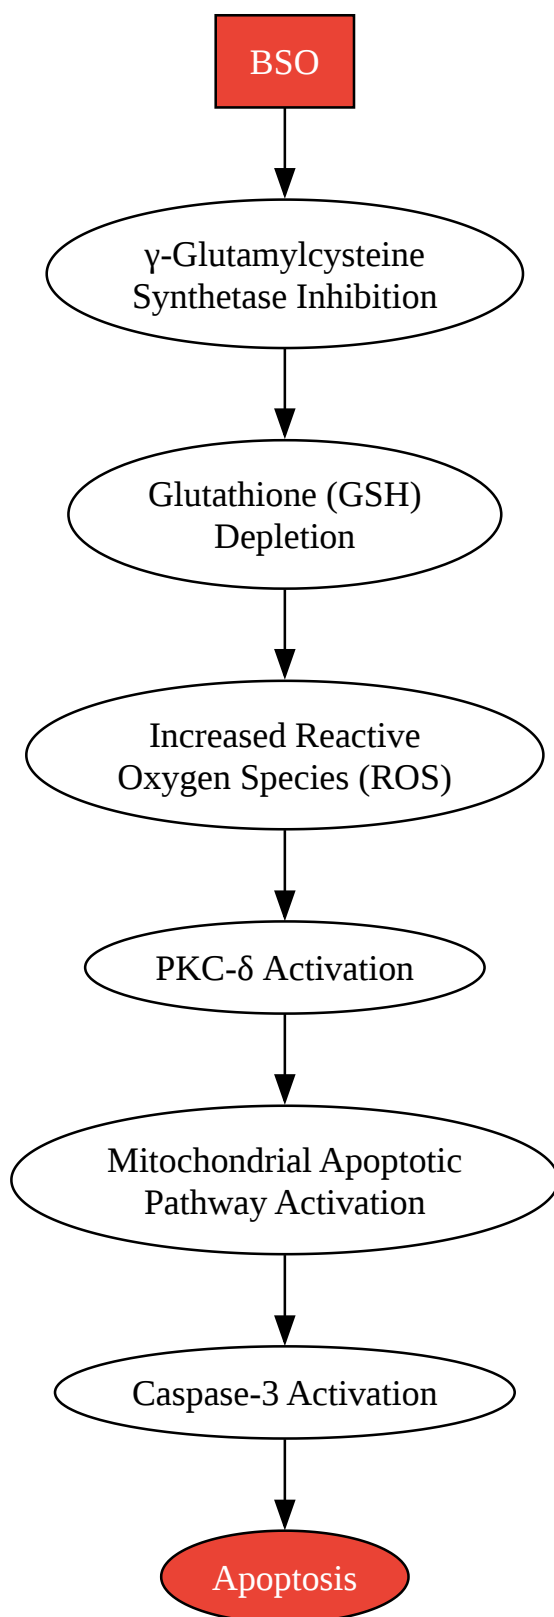 BSO
γ-Glutamylcysteine
Synthetase Inhibition
Glutathione (GSH)
Depletion
Increased Reactive
Oxygen Species (ROS)
PKC-δ Activation
Mitochondrial Apoptotic
Pathway Activation
Caspase-3 Activation
Apoptosis